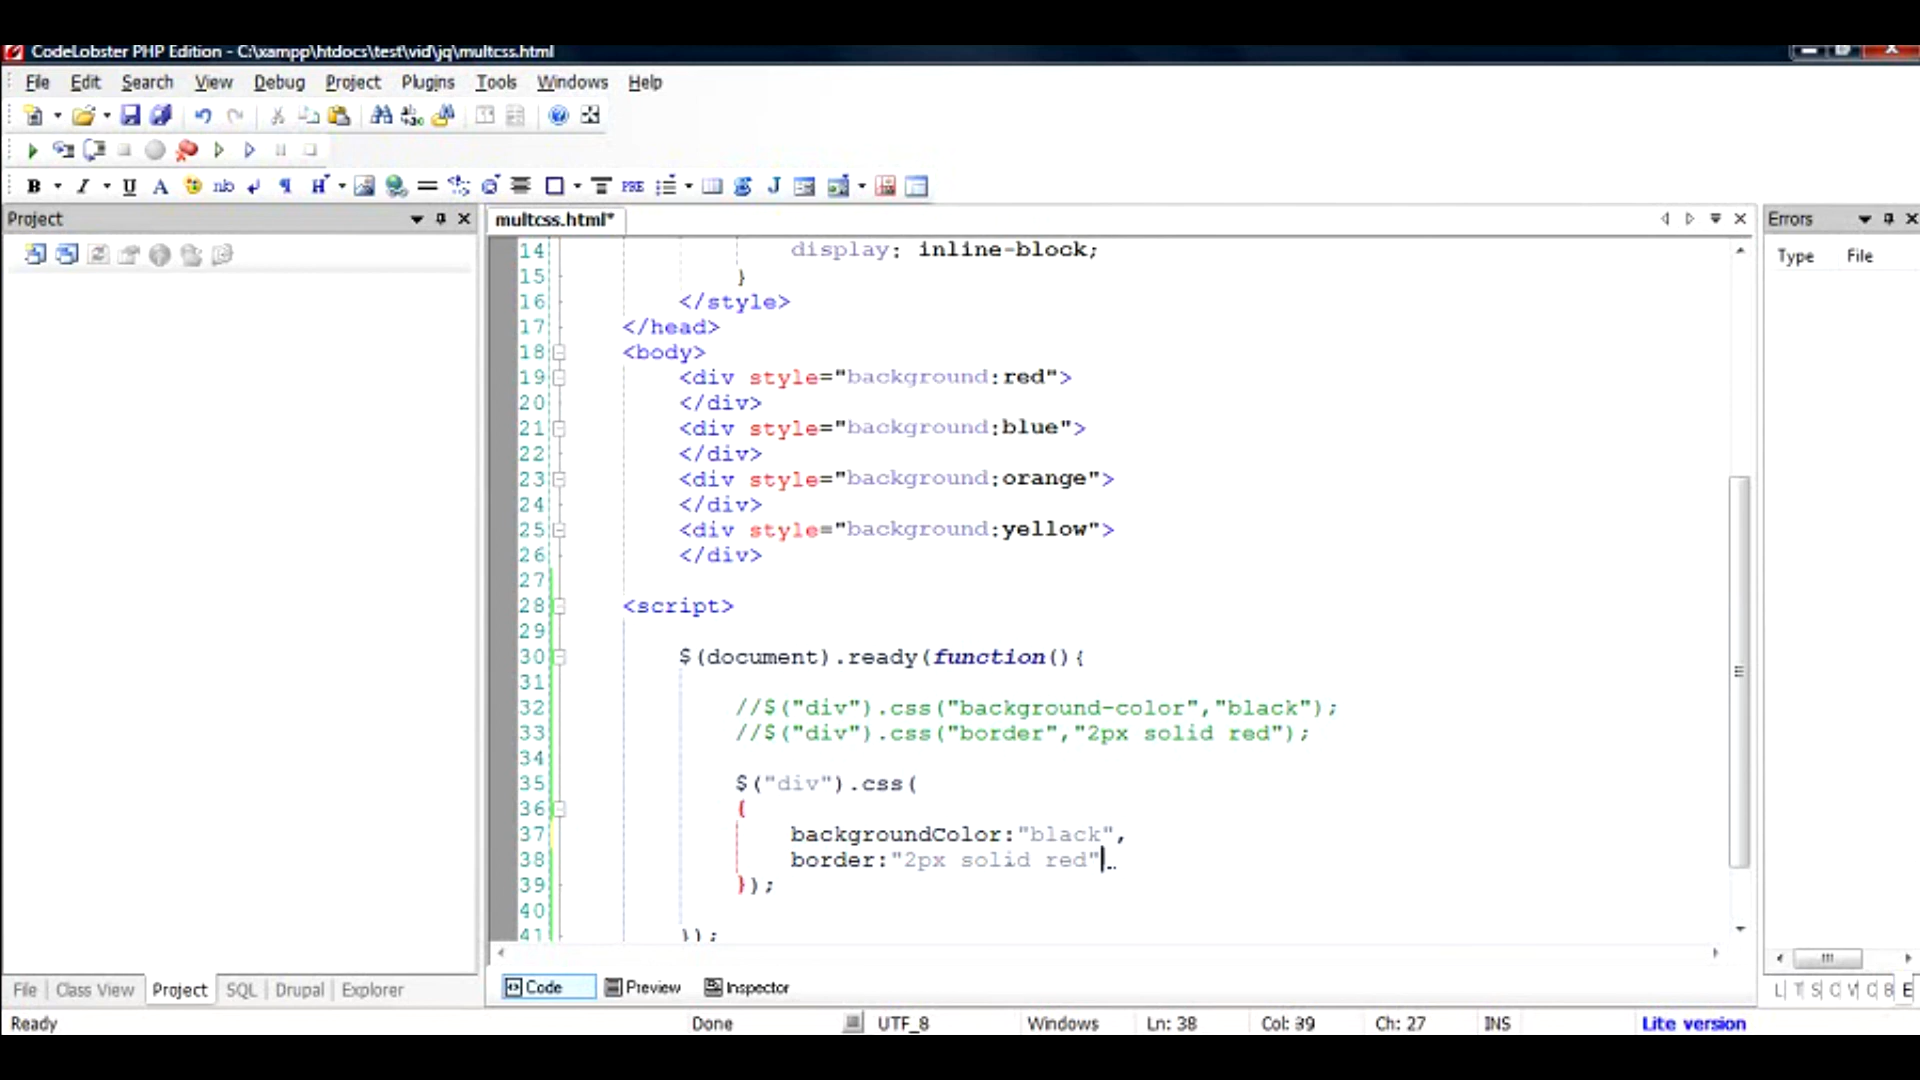 CodeLobster PHP Edition - C:\xampp\htdocs\test\vid\jq\multcss.html
File Edit Search View Debug Project Plugins Tools Windows Help
B I U A nb H PRE J
Project
multcss.html*
Errors
Type File
14 display: inline-block;
15 }
16 </style>
17 </head>
18 <body>
19 <div style="background:red">
20 </div>
21 <div style="background:blue">
22 </div>
23 <div style="background:orange">
24 </div>
25 <div style="background:yellow">
26 </div>
27
28 <script>
29
30 $(document).ready(function(){
31
32 //$("div").css("background-color","black");
33 //$("div").css("border","2px solid red");
34
35 $("div").css(
36 {
37 backgroundColor:"black",
38 border:"2px solid red"
39 });
40
41 });
Code Preview Inspector
File Class View Project SQL Drupal Explorer
Ready Done UTF_8 Windows Ln: 38 Col: 39 Ch: 27 INS Lite version